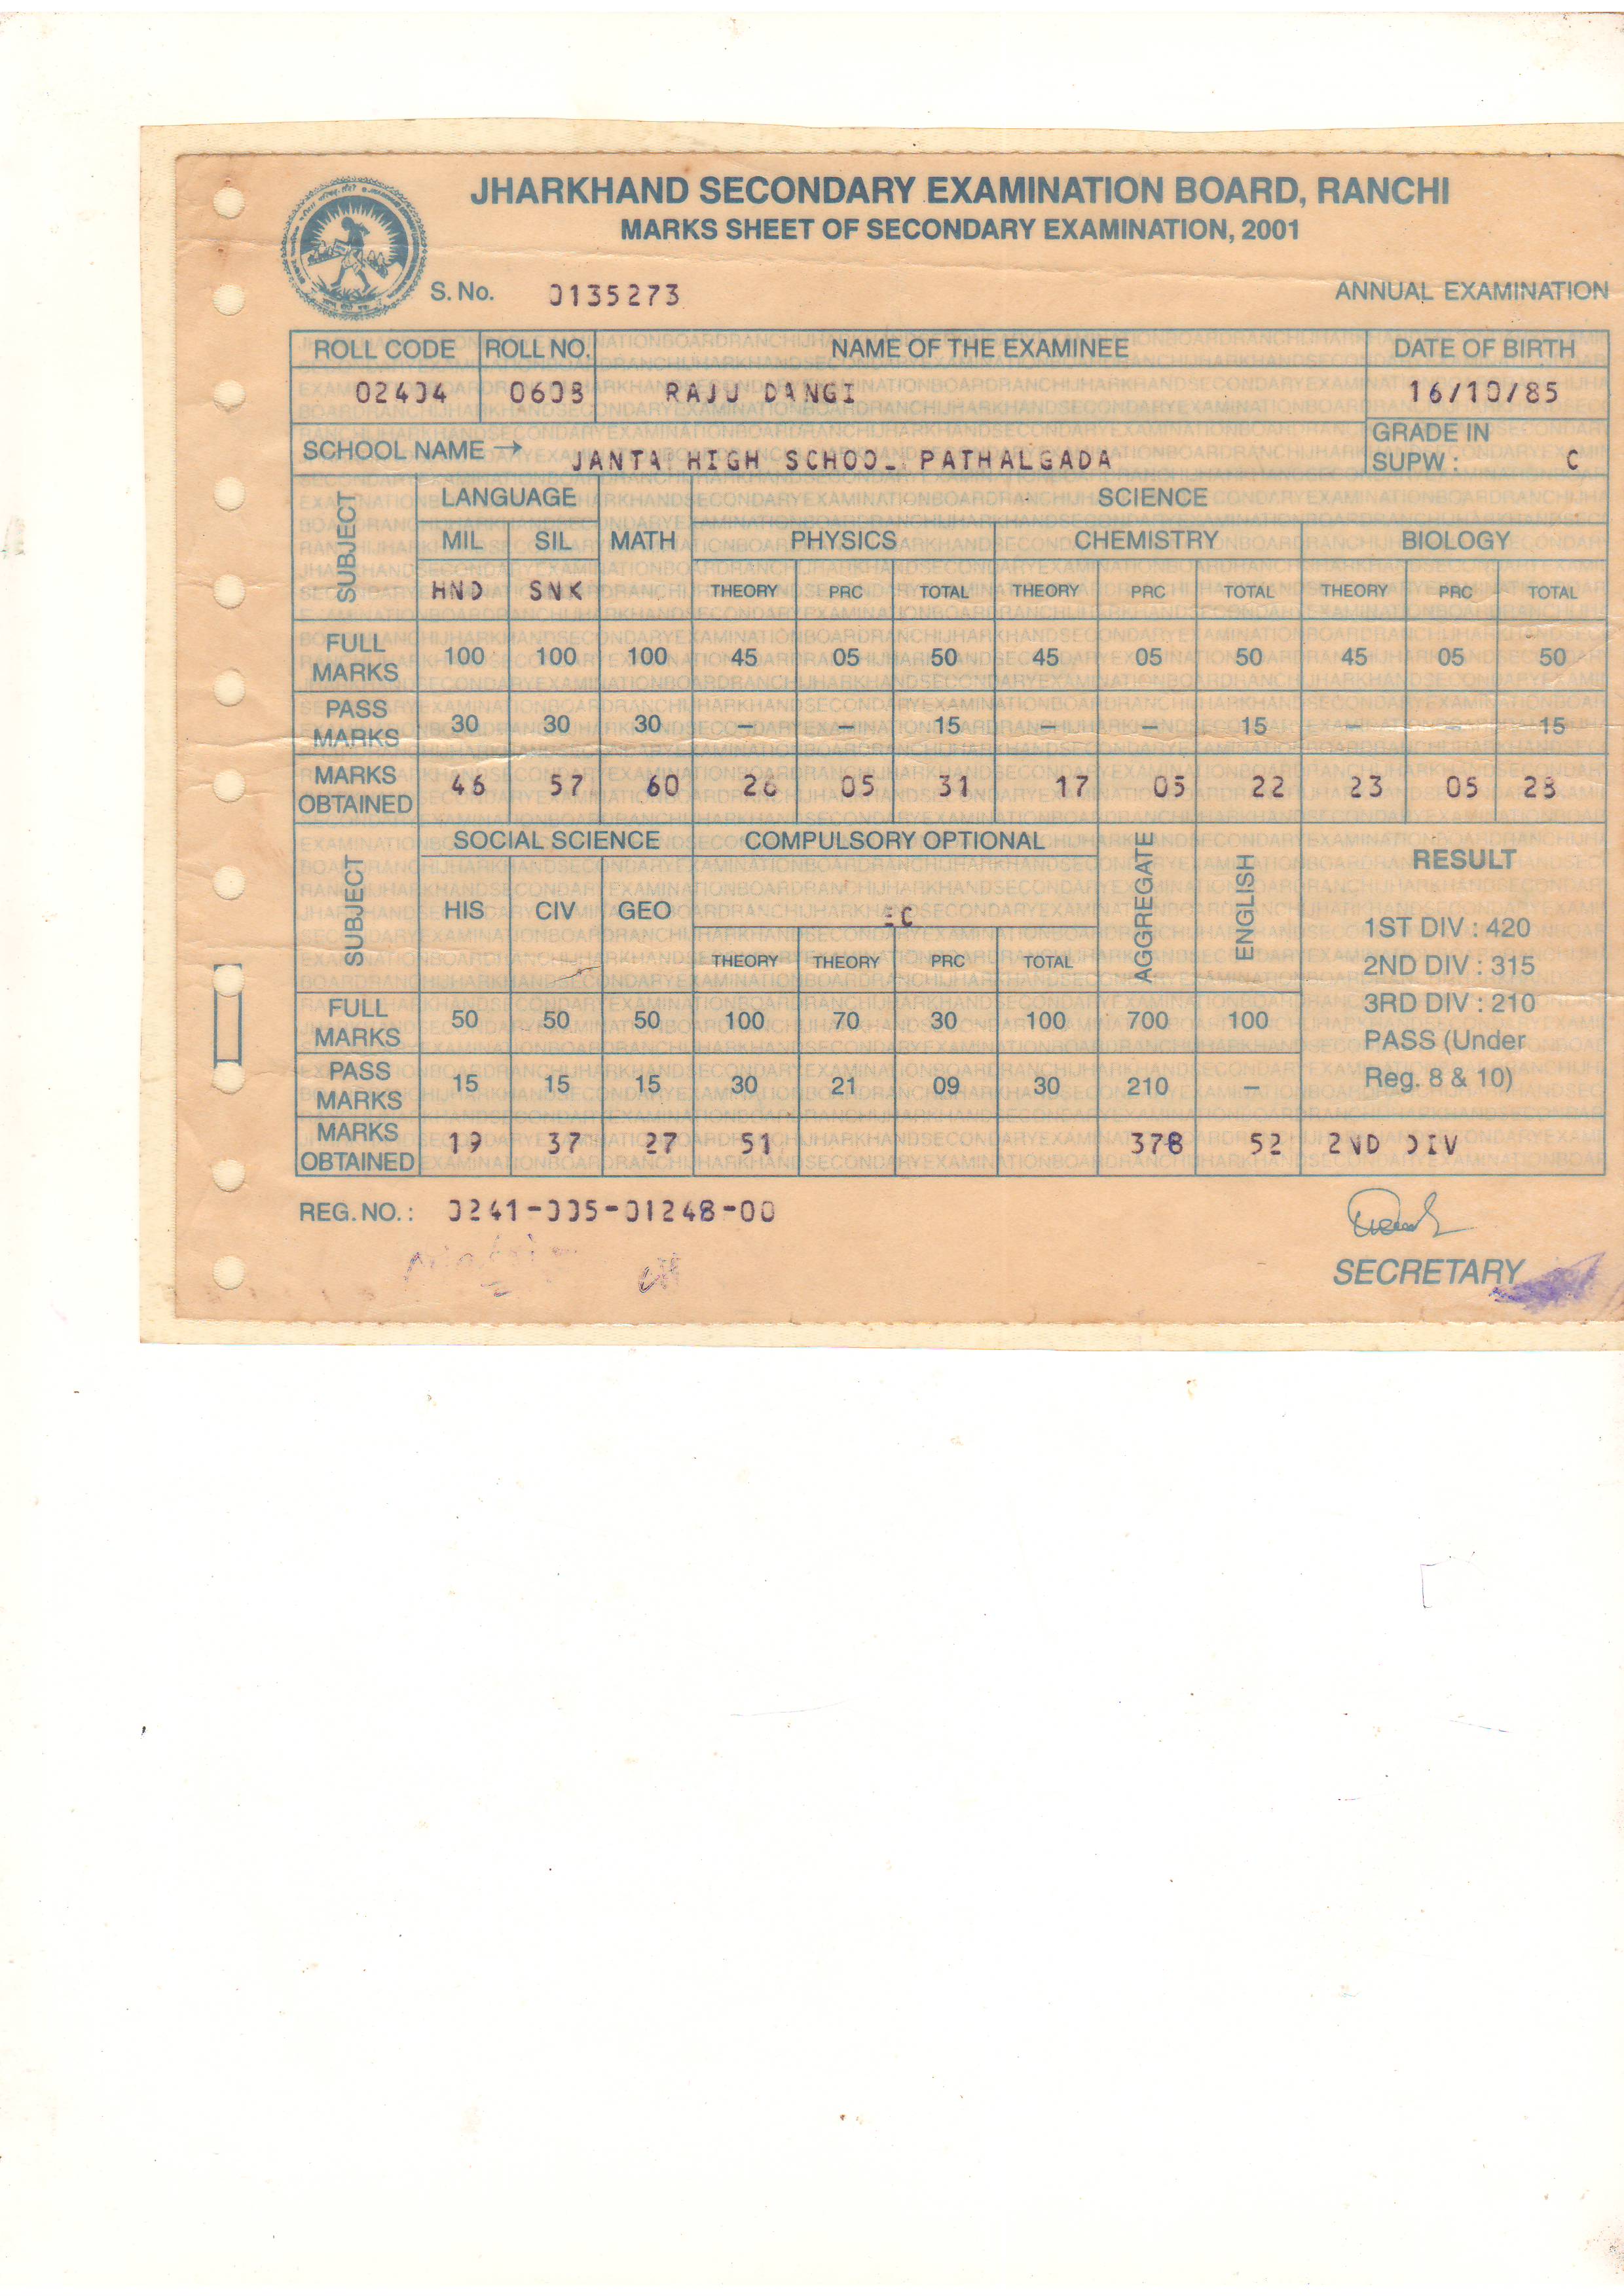 JHARKHAND SECONDARY EXAMINATION BOARD, RANCHI
MARKS SHEET OF SECONDARY EXAMINATION, 2001
S. No. 0135273 ANNUAL EXAMINATION
ROLL CODE ROLL NO. NAME OF THE EXAMINEE DATE OF BIRTH
02404 0608 RAJU DANGI 16/10/85
SCHOOL NAME → JANTA HIGH SCHOOL PATHALGADA GRADE IN SUPW : C
SUBJECT LANGUAGE SCIENCE
MIL SIL MATH PHYSICS CHEMISTRY BIOLOGY
HND SNK THEORY PRC TOTAL THEORY PRC TOTAL THEORY PRC TOTAL
FULL MARKS 100 100 100 45 05 50 45 05 50 45 05 50
PASS MARKS 30 30 30 – – 15 – – 15 – – 15
MARKS OBTAINED 46 57 60 26 05 31 17 05 22 23 05 28
SUBJECT SOCIAL SCIENCE COMPULSORY OPTIONAL AGGREGATE ENGLISH RESULT
HIS CIV GEO EC
THEORY THEORY PRC TOTAL
1ST DIV : 420
2ND DIV : 315
3RD DIV : 210
PASS (Under
Reg. 8 & 10)
FULL MARKS 50 50 50 100 70 30 100 700 100
PASS MARKS 15 15 15 30 21 09 30 210 –
MARKS OBTAINED 19 37 27 51 378 52 2ND DIV
REG. NO. : 0241-005-01248-00
SECRETARY